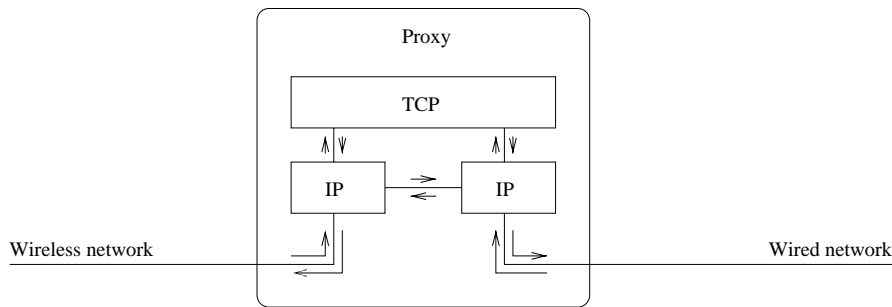 Proxy
TCP
IP
IP
Wireless network
Wired network